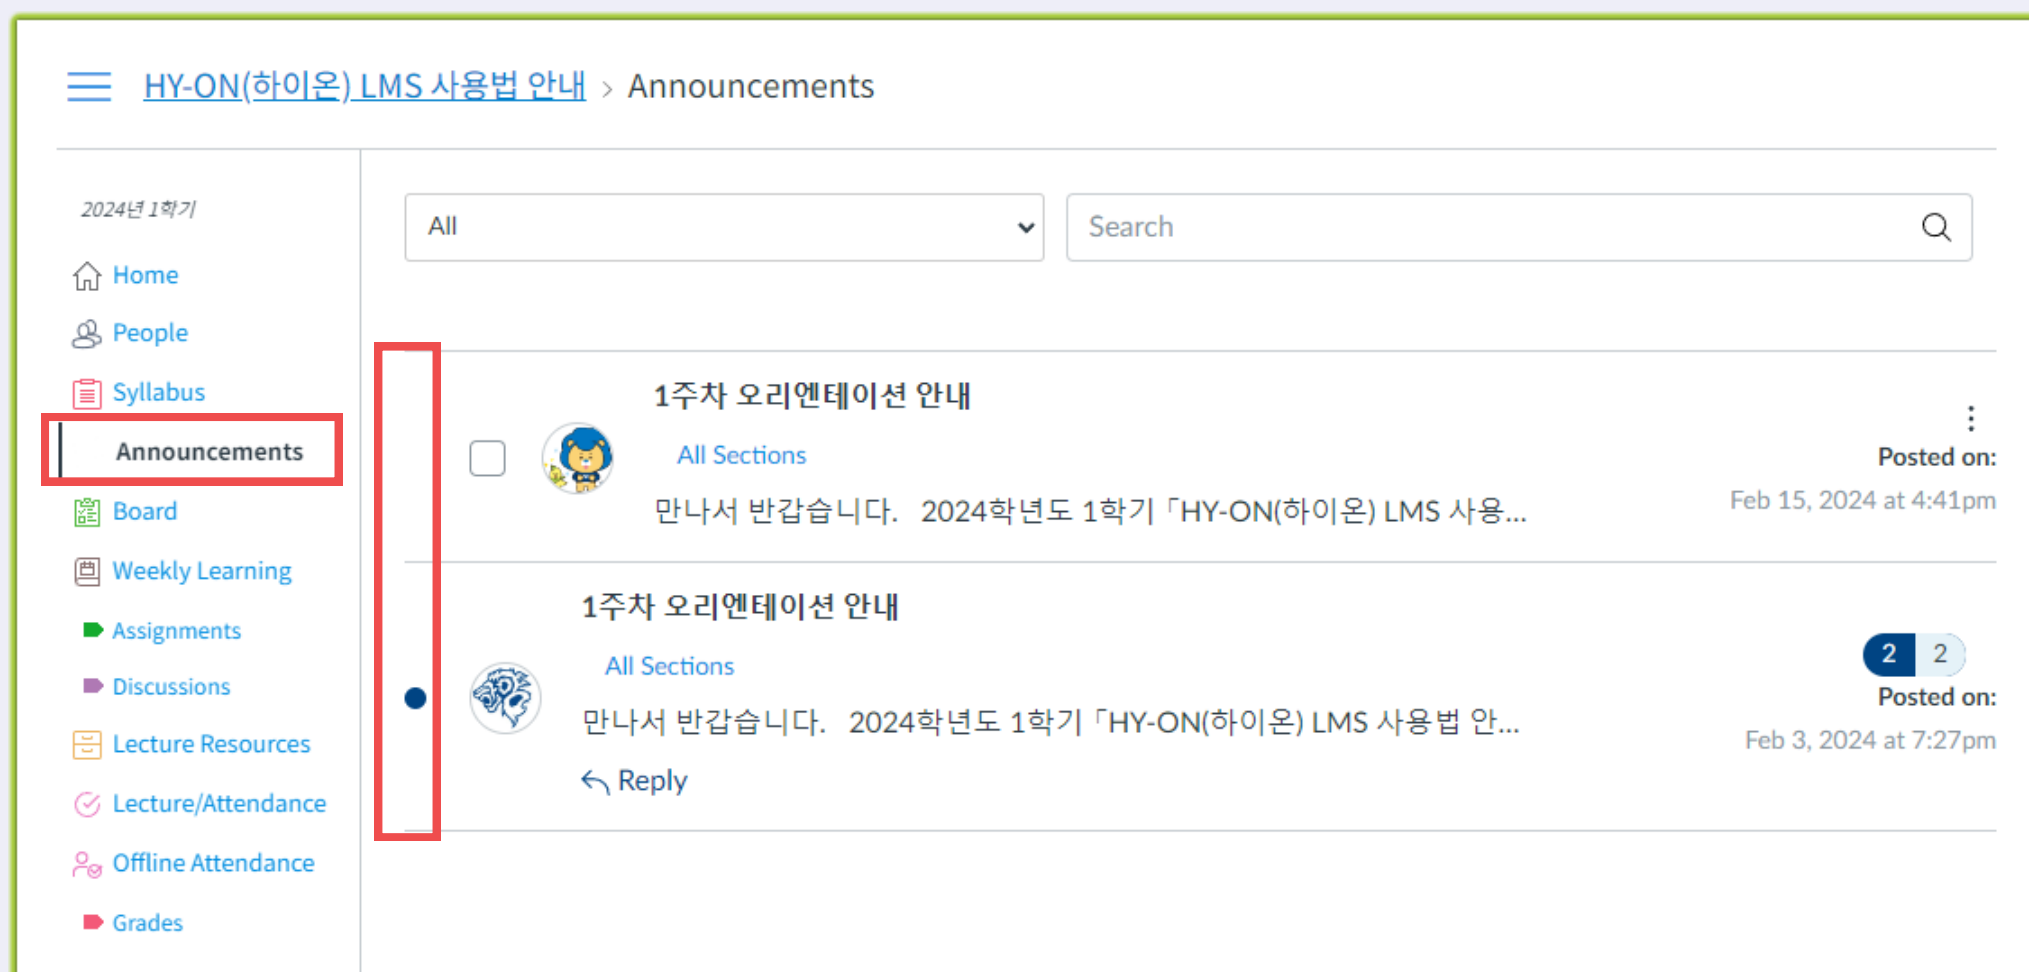 HY-ON(하이온) LMS 사용법 안내 > Announcements
2024년 1학기
Home
People
Syllabus
Announcements
Board
Weekly Learning
Assignments
Discussions
Lecture Resources
Lecture/Attendance
Offline Attendance
Grades
All
Search
1주차 오리엔테이션 안내
All Sections
만나서 반갑습니다. 2024학년도 1학기 「HY-ON(하이온) LMS 사용...
Posted on:
Feb 15, 2024 at 4:41pm
1주차 오리엔테이션 안내
All Sections
만나서 반갑습니다. 2024학년도 1학기 「HY-ON(하이온) LMS 사용법 안...
Reply
2 2
Posted on:
Feb 3, 2024 at 7:27pm